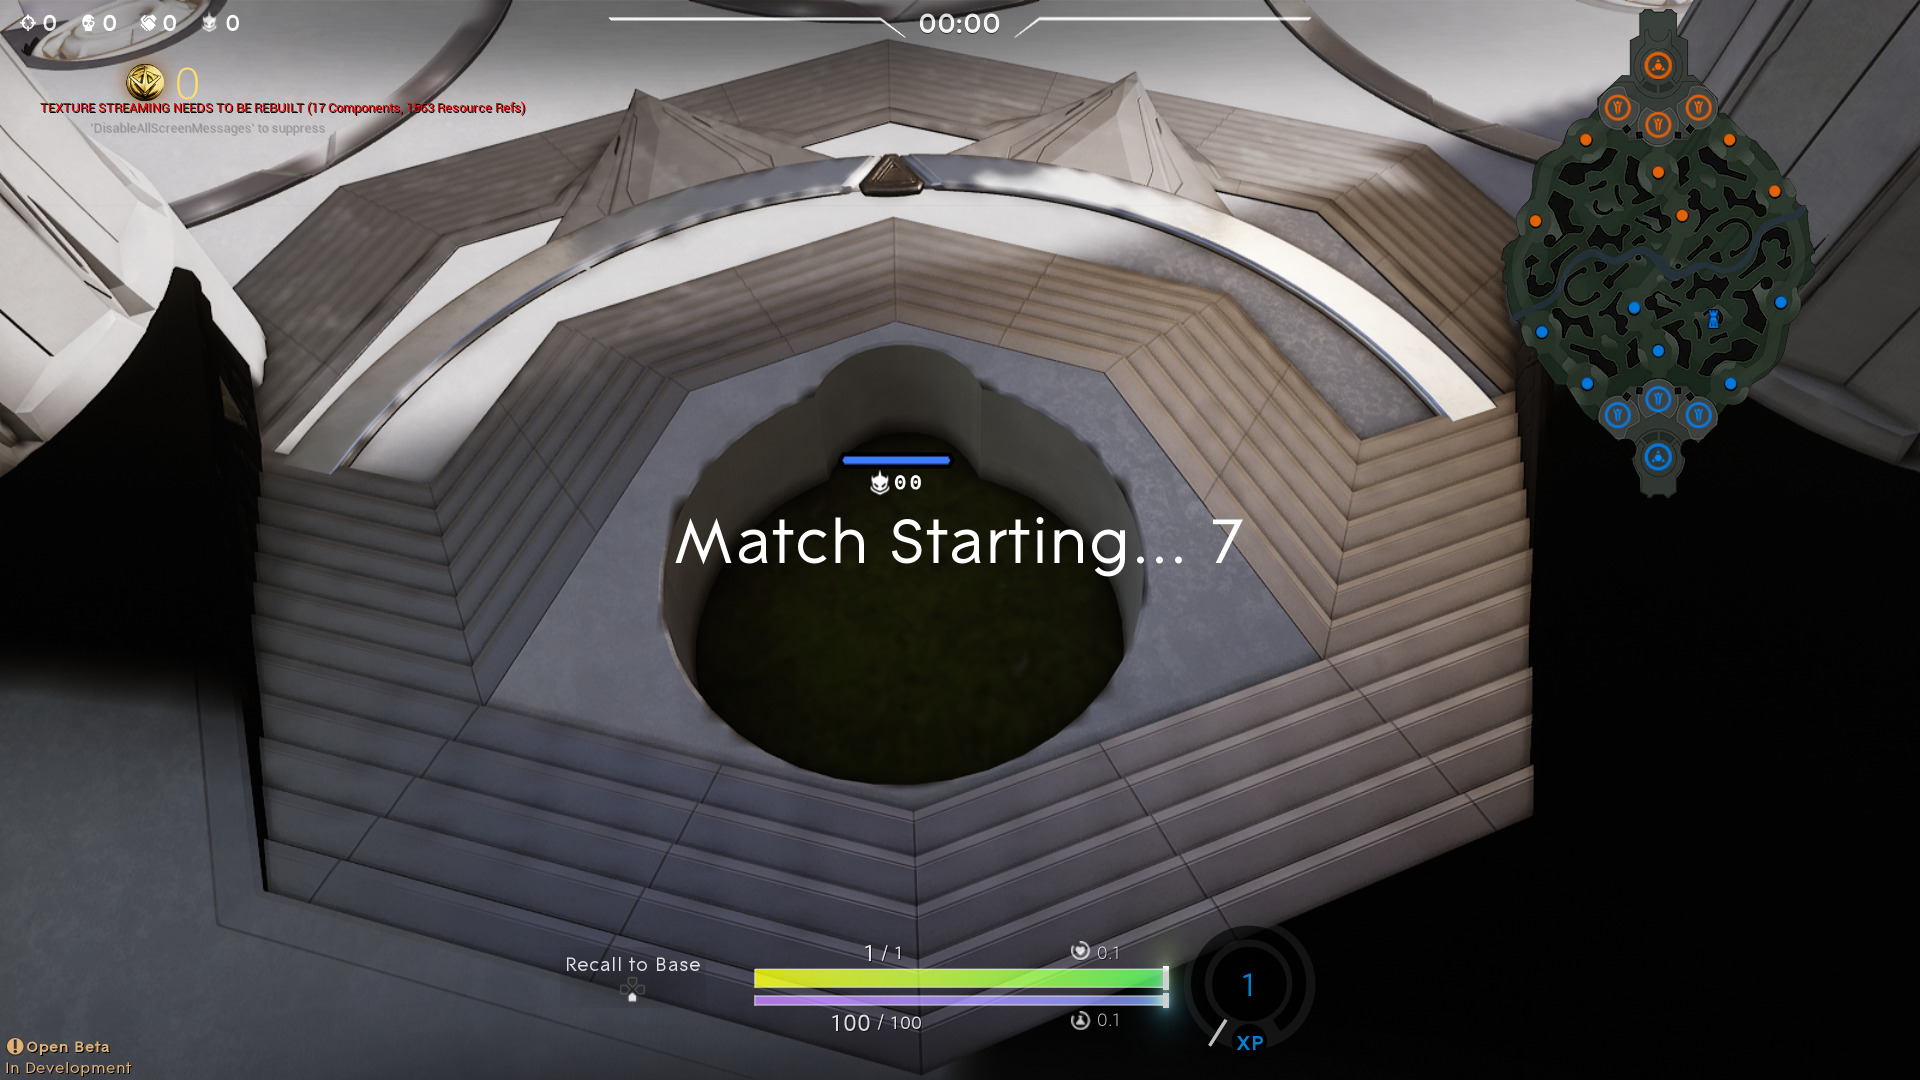 0 0 0 0
00:00
0
TEXTURE STREAMING NEEDS TO BE REBUILT (17 Components, 1563 Resource Refs)
'DisableAllScreenMessages' to suppress
00
Match Starting... 7
1 / 1
0.1
Recall to Base
100 / 100
0.1
1
XP
Open Beta
In Development